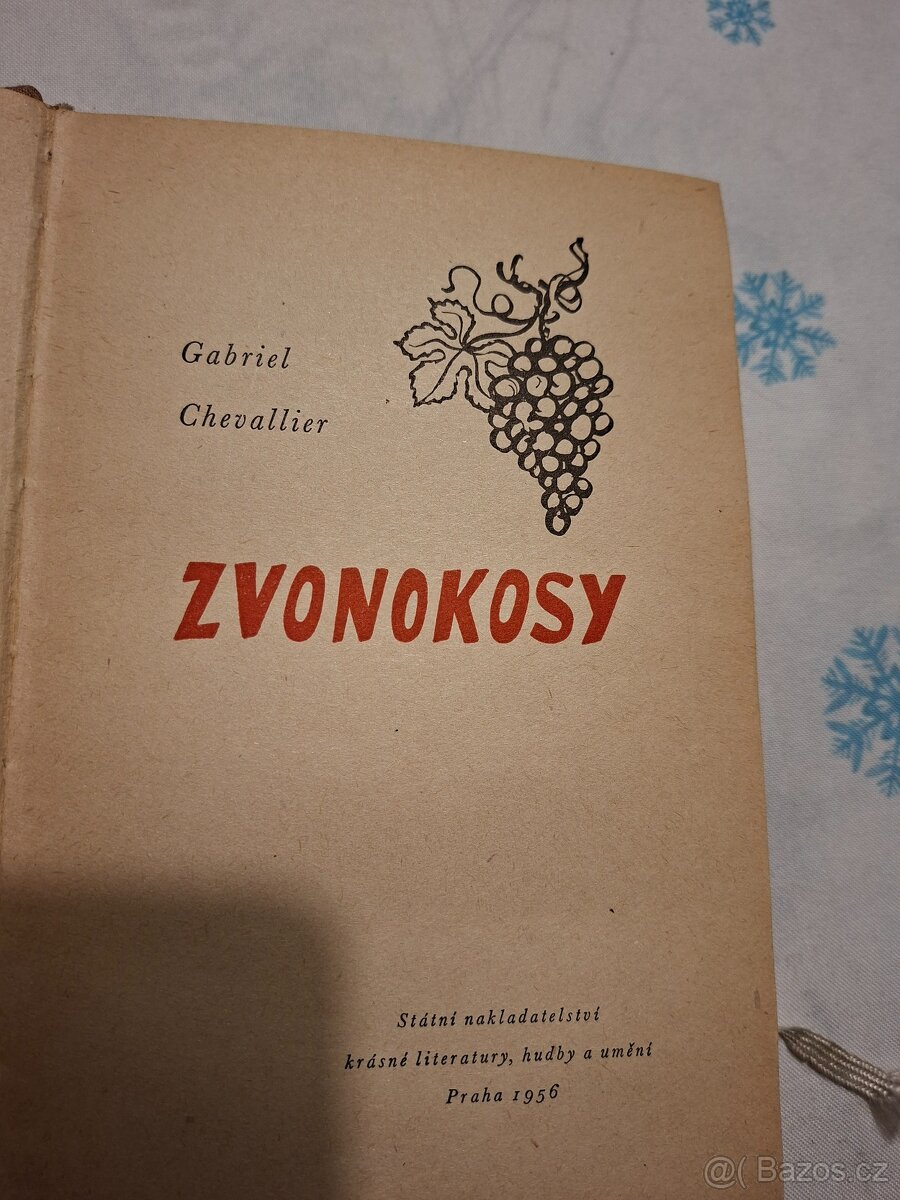 Gabriel
Chevallier
ZVONOKOSY
Státní nakladatelství
krásné literatury, hudby a umění
Praha 1956
@( Bazos.cz